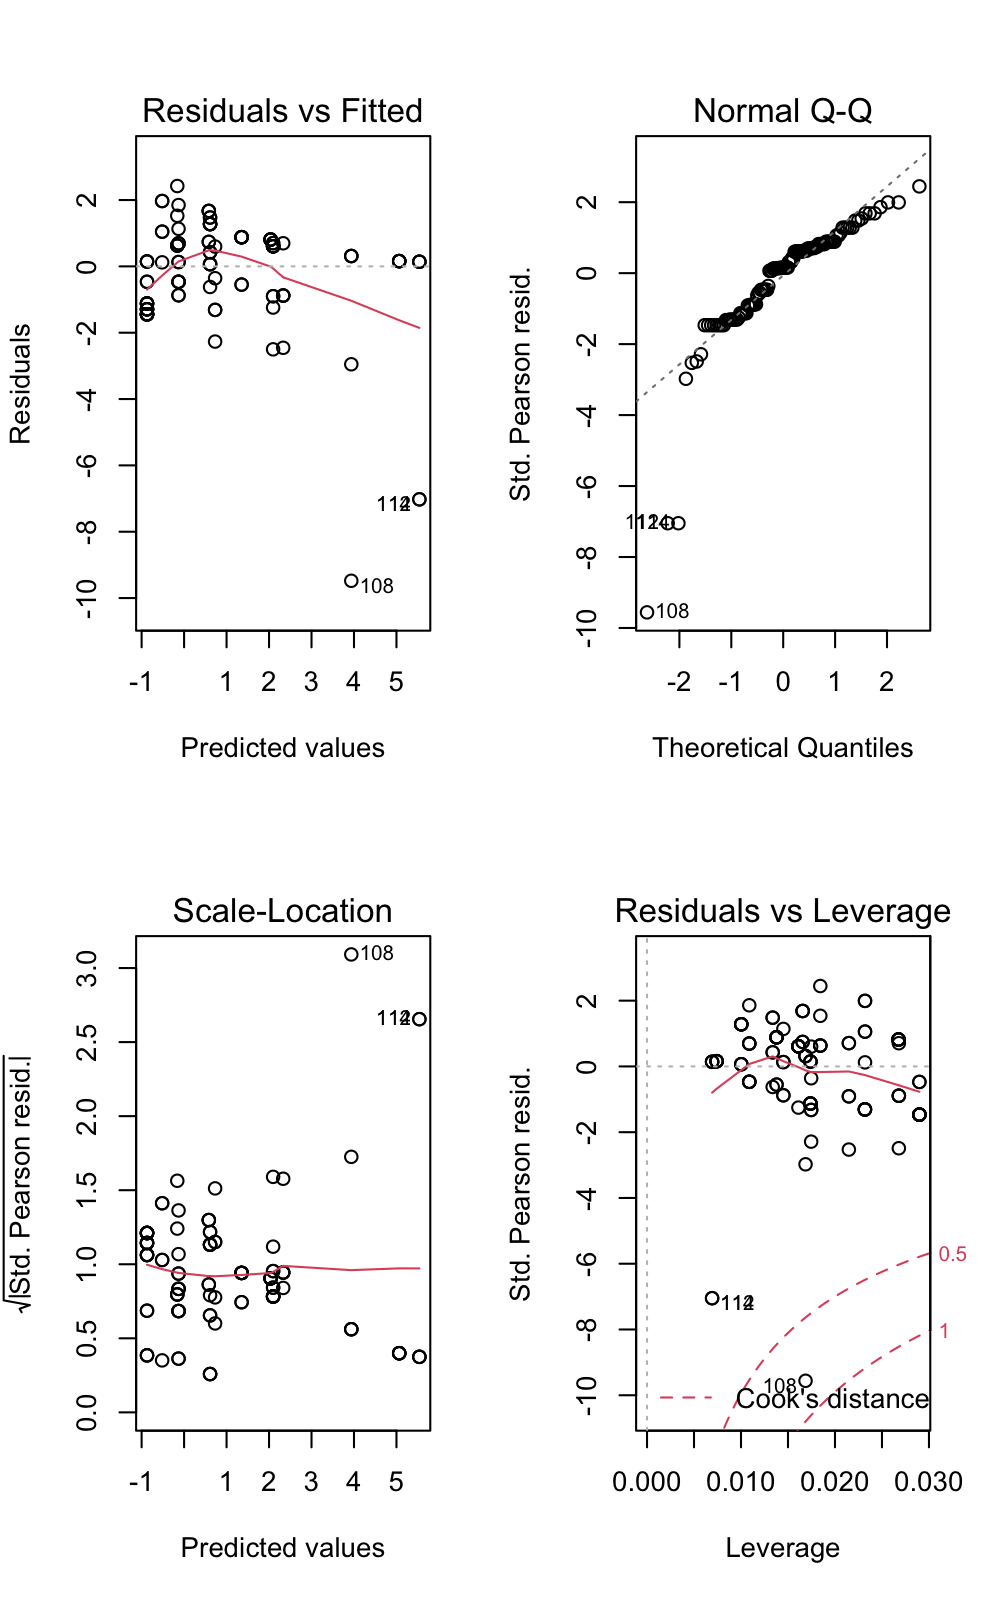 Residuals vs Fitted
Residuals
2
0
-2
-4
-6
-8
-10
108
-1 1 2 3 4 5
Predicted values
Normal Q-Q
Std. Pearson resid.
2
0
-2
-4
-6
-8
-10
108
-2 -1 0 1 2
Theoretical Quantiles
Scale-Location
√|Std. Pearson resid.|
3.0
2.5
2.0
1.5
1.0
0.5
0.0
108
-1 1 2 3 4 5
Predicted values
Residuals vs Leverage
Std. Pearson resid.
2
0
-2
-4
-6
-8
-10
0.5
1
108
Cook's distance
0.000 0.010 0.020 0.030
Leverage